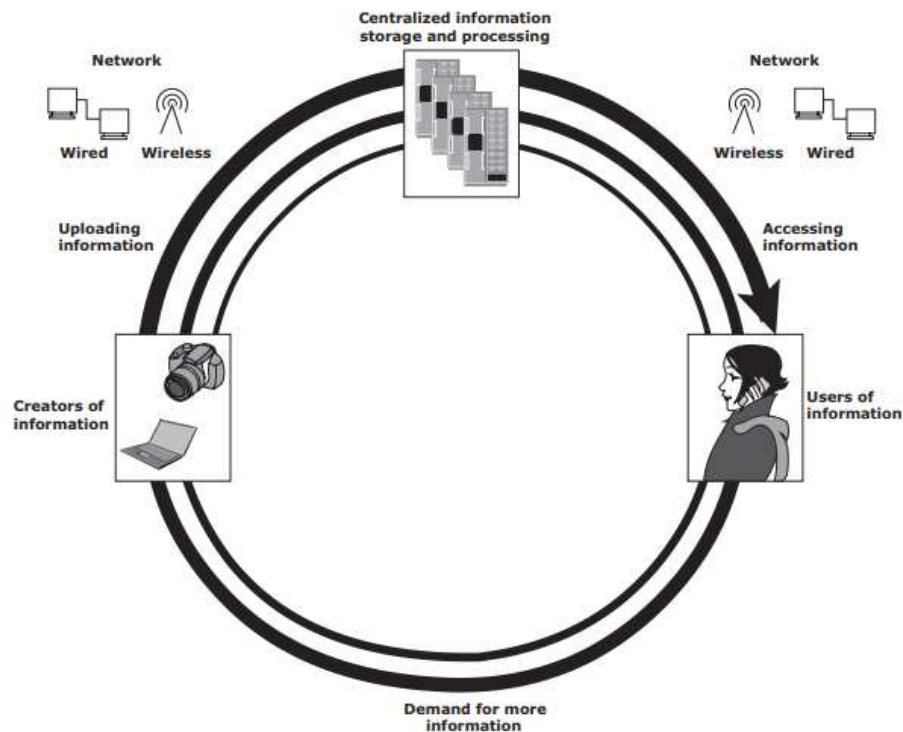 Centralized information
storage and processing
Network
Wired
Wireless
Network
Wireless
Wired
Uploading
information
Accessing
information
Creators of
information
Users of
information
Demand for more
information